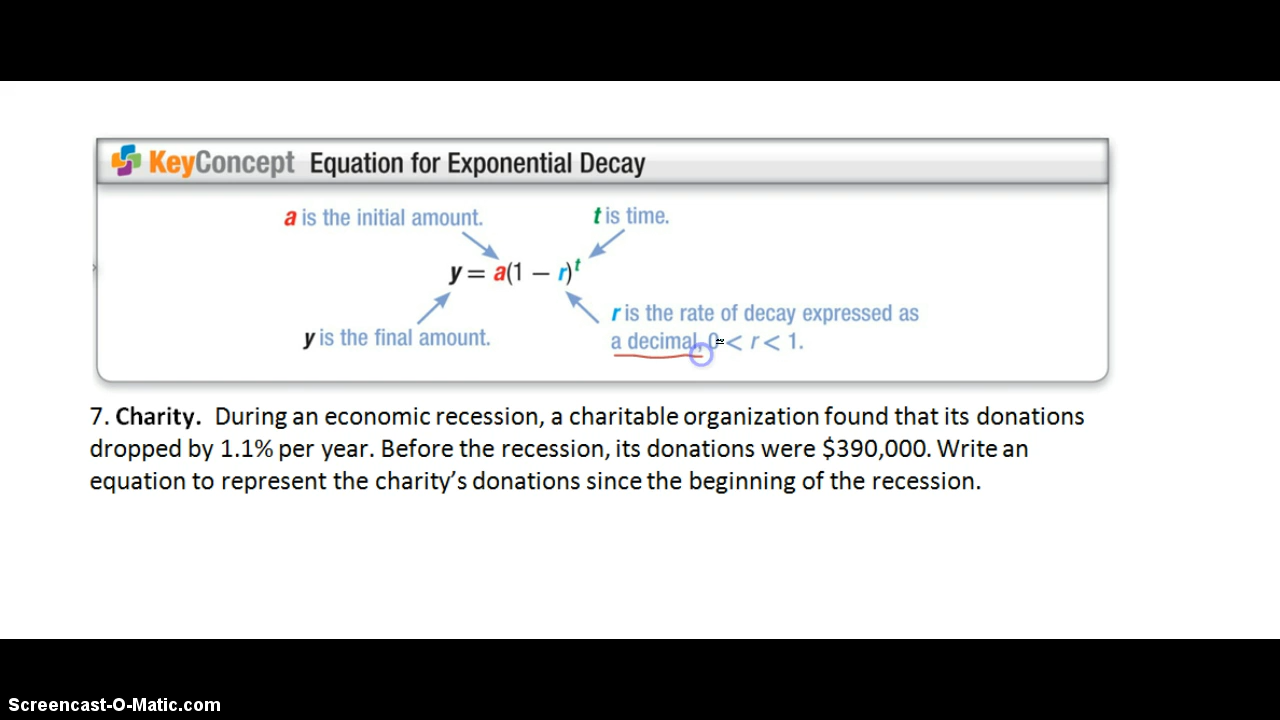 KeyConcept Equation for Exponential Decay
a is the initial amount.
t is time.
y = a(1 – r)^t
r is the rate of decay expressed as
a decimal, 0 < r < 1.
y is the final amount.
7. Charity. During an economic recession, a charitable organization found that its donations
dropped by 1.1% per year. Before the recession, its donations were $390,000. Write an
equation to represent the charity's donations since the beginning of the recession.
Screencast-O-Matic.com